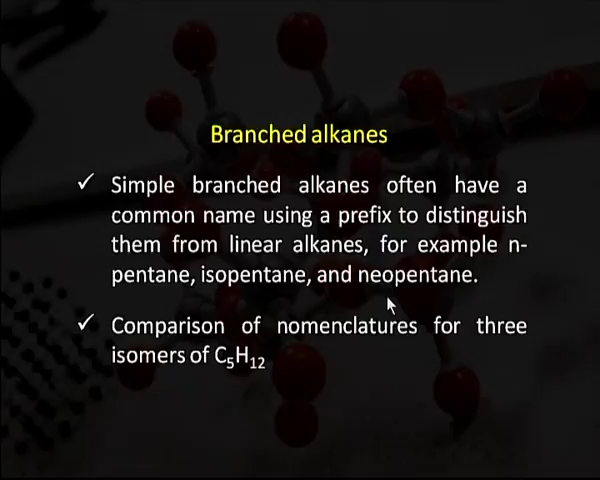 Branched alkanes
✓ Simple branched alkanes often have a
common name using a prefix to distinguish
them from linear alkanes, for example n-
pentane, isopentane, and neopentane.
✓ Comparison of nomenclatures for three
isomers of C₅H₁₂